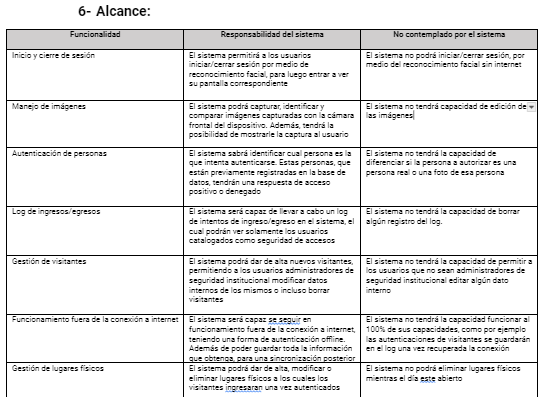 6- Alcance:
Funcionalidad
Responsabilidad del sistema
No contemplado por el sistema
Inicio y cierre de sesión
El sistema permitirá a los usuarios
iniciar/cerrar sesión por medio de
reconocimiento facial, para luego entrar a ver
su pantalla correspondiente
El sistema no podrá iniciar/cerrar sesión, por
medio del reconocimiento facial sin internet
Manejo de imágenes
El sistema podrá capturar, identificar y
comparar imágenes capturadas con la cámara
frontal del dispositivo. Además, tendrá la
posibilidad de mostrarle la captura al usuario
El sistema no tendrá capacidad de edición de
las imágenes
Autenticación de personas
El sistema sabrá identificar cual persona es la
que intenta autenticarse. Estas personas, que
están previamente registradas en la base de
datos, tendrán una respuesta de acceso
positivo o denegado
El sistema no tendrá la capacidad de
diferenciar si la persona a autorizar es una
persona real o una foto de esa persona
Log de ingresos/egresos
El sistema será capaz de llevar a cabo un log
de intentos de ingreso/egreso en el sistema, el
cual podrán ver solamente los usuarios
catalogados como seguridad de accesos
El sistema no tendrá la capacidad de borrar
algún registro del log.
Gestión de visitantes
El sistema podrá dar de alta nuevos visitantes,
permitiendo a los usuarios administradores de
seguridad institucional modificar datos
internos de los mismos o incluso borrar
visitantes
El sistema no tendrá la capacidad de permitir a
los usuarios que no sean administradores de
seguridad institucional editar algún dato
interno
Funcionamiento fuera de la conexión a internet
El sistema será capaz se seguir en
funcionamiento fuera de la conexión a internet,
teniendo una forma de autenticación offline.
Además de poder guardar toda la información
que obtenga, para una sincronización posterior
El sistema no tendrá la capacidad funcionar al
100% de sus capacidades, como por ejemplo
las autenticaciones de visitantes se guardarán
en el log una vez recuperada la conexión
Gestión de lugares físicos
El sistema podrá dar de alta, modificar o
eliminar lugares físicos a los cuales los
visitantes ingresaran una vez autenticados
El sistema no podrá eliminar lugares físicos
mientras el día este abierto